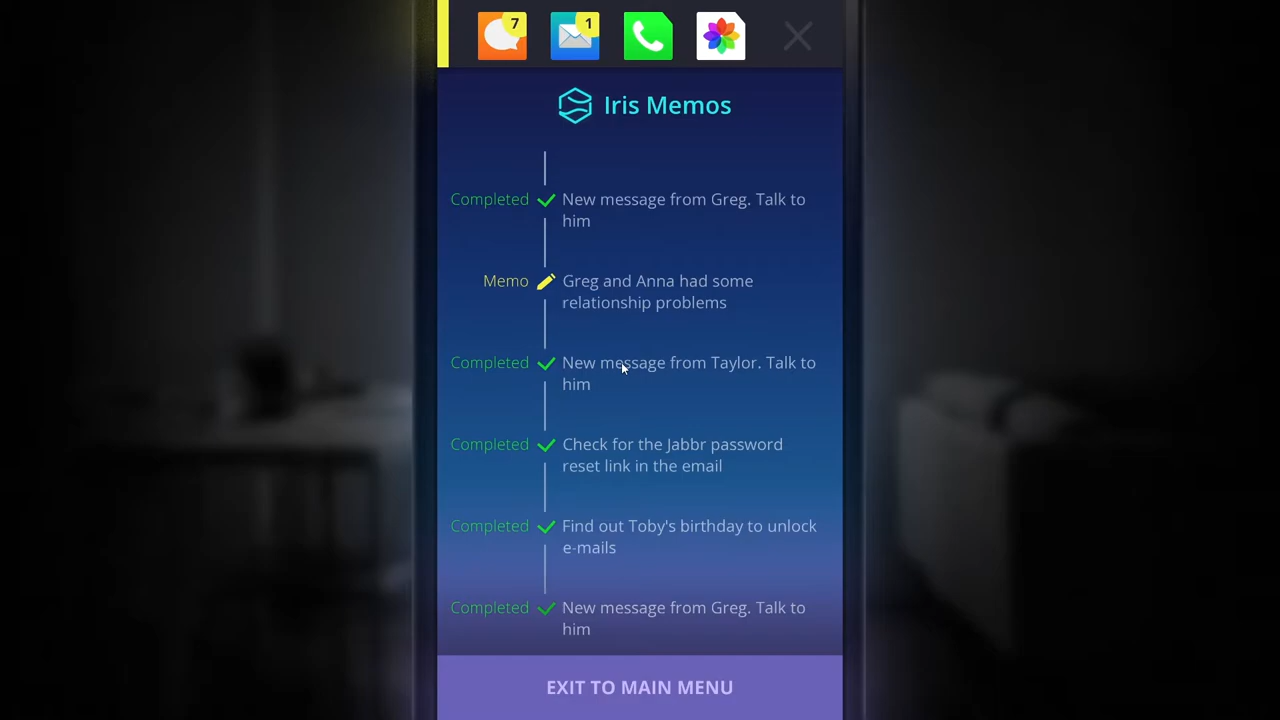 7
1
Iris Memos
Completed New message from Greg. Talk to
him
Memo Greg and Anna had some
relationship problems
Completed New message from Taylor. Talk to
him
Completed Check for the Jabbr password
reset link in the email
Completed Find out Toby's birthday to unlock
e-mails
Completed New message from Greg. Talk to
him
EXIT TO MAIN MENU